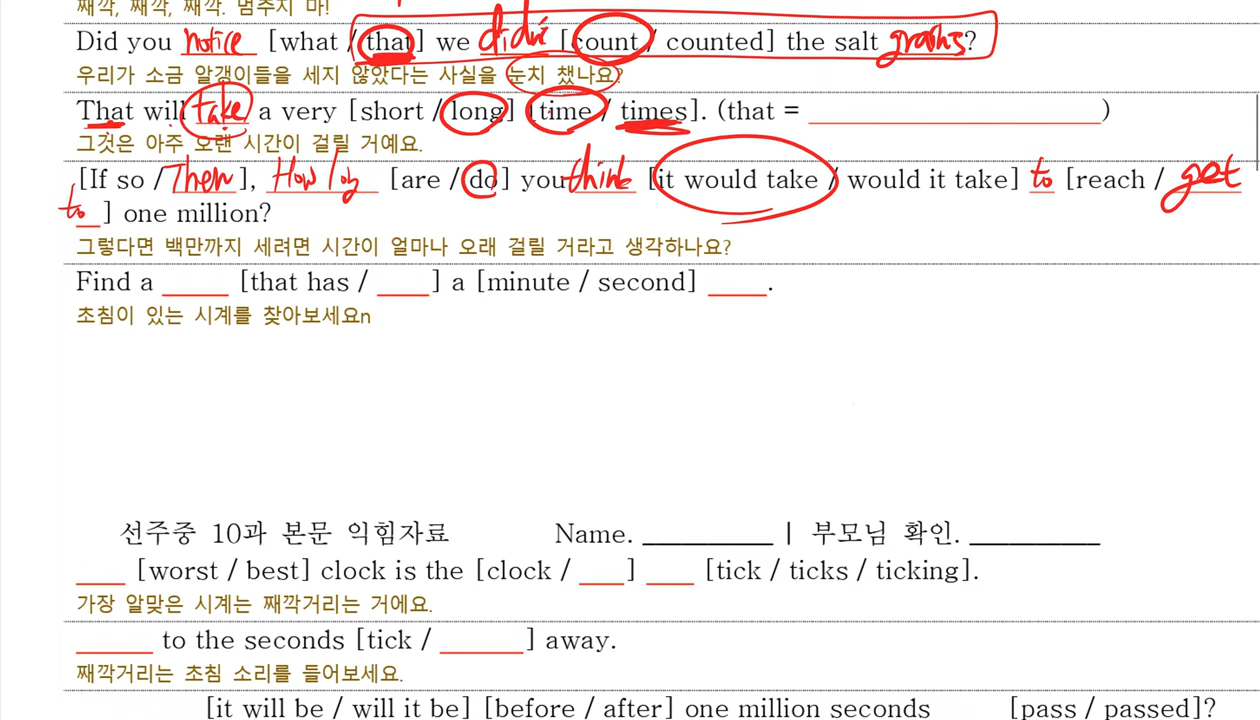 째깍, 째깍, 째깍. 멈추지 마!
Did you notice [what / that] we didn't [count / counted] the salt grains?
우리가 소금 알갱이들을 세지 않았다는 사실을 눈치 챘나요?
That will take a very [short / long] [time / times]. (that = ____________________)
그것은 아주 오랜 시간이 걸릴 거예요.
[If so / Then], How long [are / do] you think [it would take / would it take] to [reach / get
to ] one million?
그렇다면 백만까지 세려면 시간이 얼마나 오래 걸릴 거라고 생각하나요?
Find a _____ [that has / ____ ] a [minute / second] _____.
초침이 있는 시계를 찾아보세요n
선주중 10과 본문 익힘자료 Name. __________ | 부모님 확인. __________
____ [worst / best] clock is the [clock / ____ ] ____ [tick / ticks / ticking].
가장 알맞은 시계는 째깍거리는 거에요.
______ to the seconds [tick / _______ ] away.
째깍거리는 초침 소리를 들어보세요.
[it will be / will it be] [before / after] one million seconds [pass / passed]?